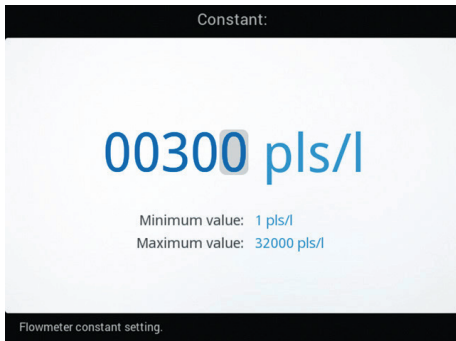 Constant:
00300 pls/l
Minimum value: 1 pls/l
Maximum value: 32000 pls/l
Flowmeter constant setting.